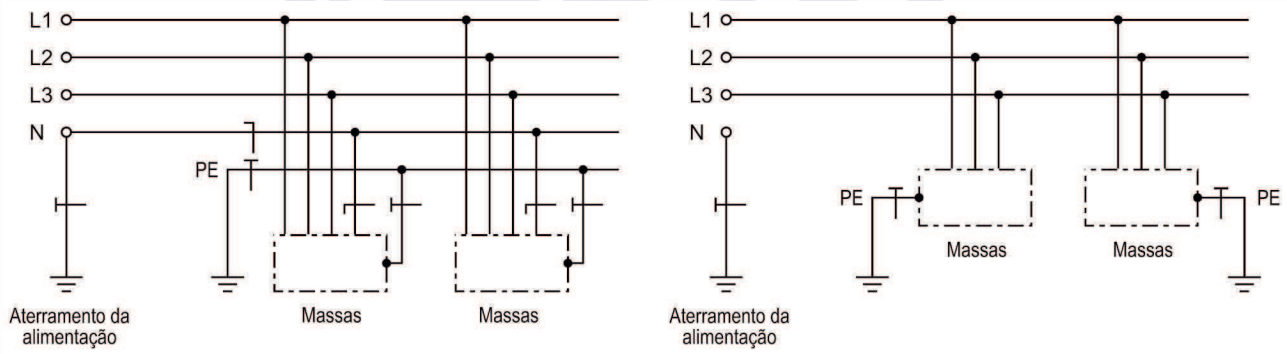 L1
L2
L3
N
PE
Massas
Massas
Aterramento da
alimentação
L1
L2
L3
N
PE
PE
Massas
Massas
Aterramento da
alimentação